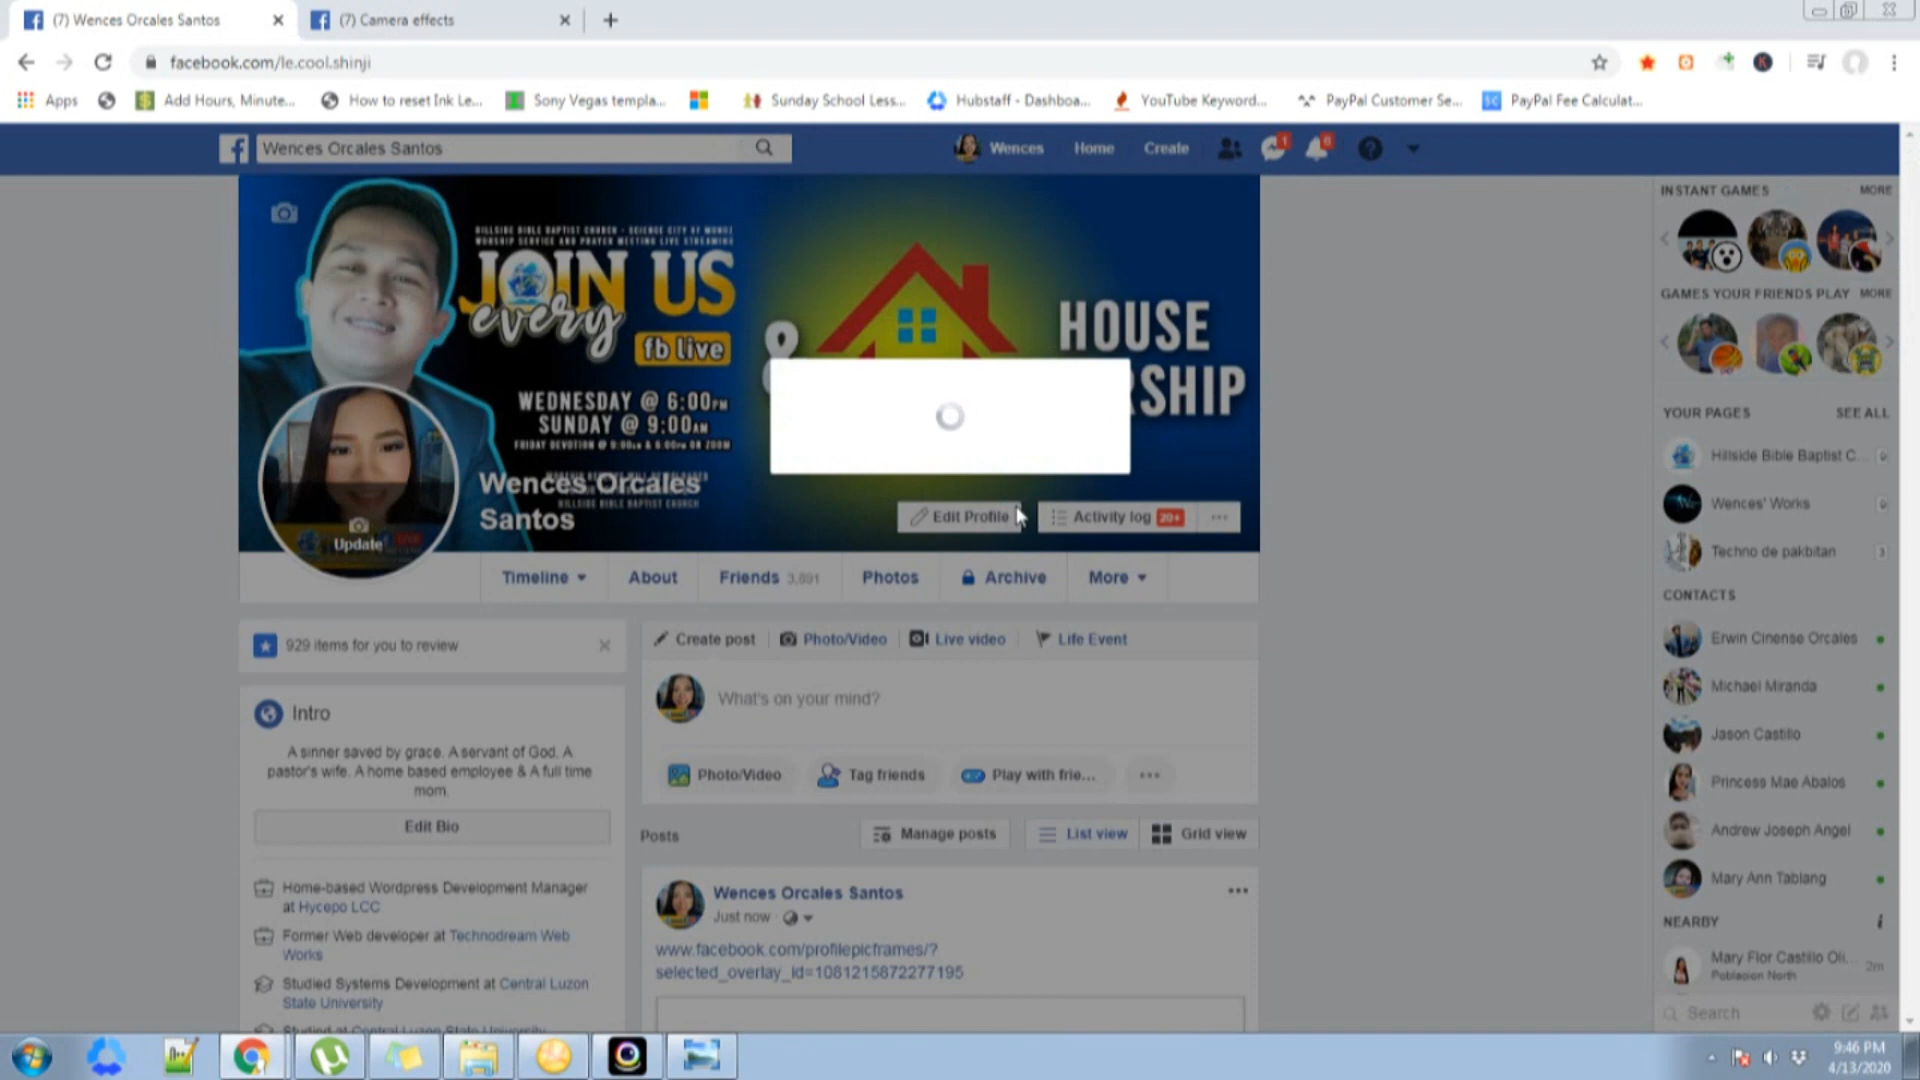 (7) Wences Orcales Santos
(7) Camera effects
facebook.com/le.cool.shinji
Apps
Add Hours, Minute...
How to reset Ink Le...
Sony Vegas templa...
Sunday School Less...
Hubstaff - Dashboa...
YouTube Keyword...
PayPal Customer Se...
PayPal Fee Calculat...
Wences Orcales Santos
Wences
Home
Create
1
6
HILLSIDE BIBLE BAPTIST CHURCH - SCIENCE CITY OF MUNOZ
WORSHIP SERVICE AND PRAYER MEETING LIVE STREAMING
JOIN US
every
fb live
WEDNESDAY @ 6:00PM
SUNDAY @ 9:00AM
FRIDAY DEVOTION @ 9:00AM & 6:00PM ON ZOOM
HILLSIDE BIBLE BAPTIST CHURCH
&
HOUSE
RSHIP
Wences Orcales
Santos
Update
Edit Profile
Activity log 20+
Timeline
About
Friends 3,891
Photos
Archive
More
929 items for you to review
Intro
A sinner saved by grace. A servant of God. A
pastor's wife. A home based employee & A full time
mom.
Edit Bio
Home-based Wordpress Development Manager
at Hycepo LCC
Former Web developer at Technodream Web
Works
Studied Systems Development at Central Luzon
State University
Studied at Central Luzon State University
Create post
Photo/Video
Live video
Life Event
What's on your mind?
Photo/Video
Tag friends
Play with frie...
Posts
Manage posts
List view
Grid view
Wences Orcales Santos
Just now
www.facebook.com/profilepicframes/?
selected_overlay_id=1081215872277195
INSTANT GAMES
MORE
GAMES YOUR FRIENDS PLAY
MORE
YOUR PAGES
SEE ALL
Hillside Bible Baptist C...
Wences' Works
Techno de pakbitan
3
CONTACTS
Erwin Cinense Orcales
Michael Miranda
Jason Castillo
Princess Mae Abalos
Andrew Joseph Angel
Mary Ann Tablang
NEARBY
Mary Flor Castillo Oli...
Poblacion North
2m
Search
9:46 PM
4/13/2020